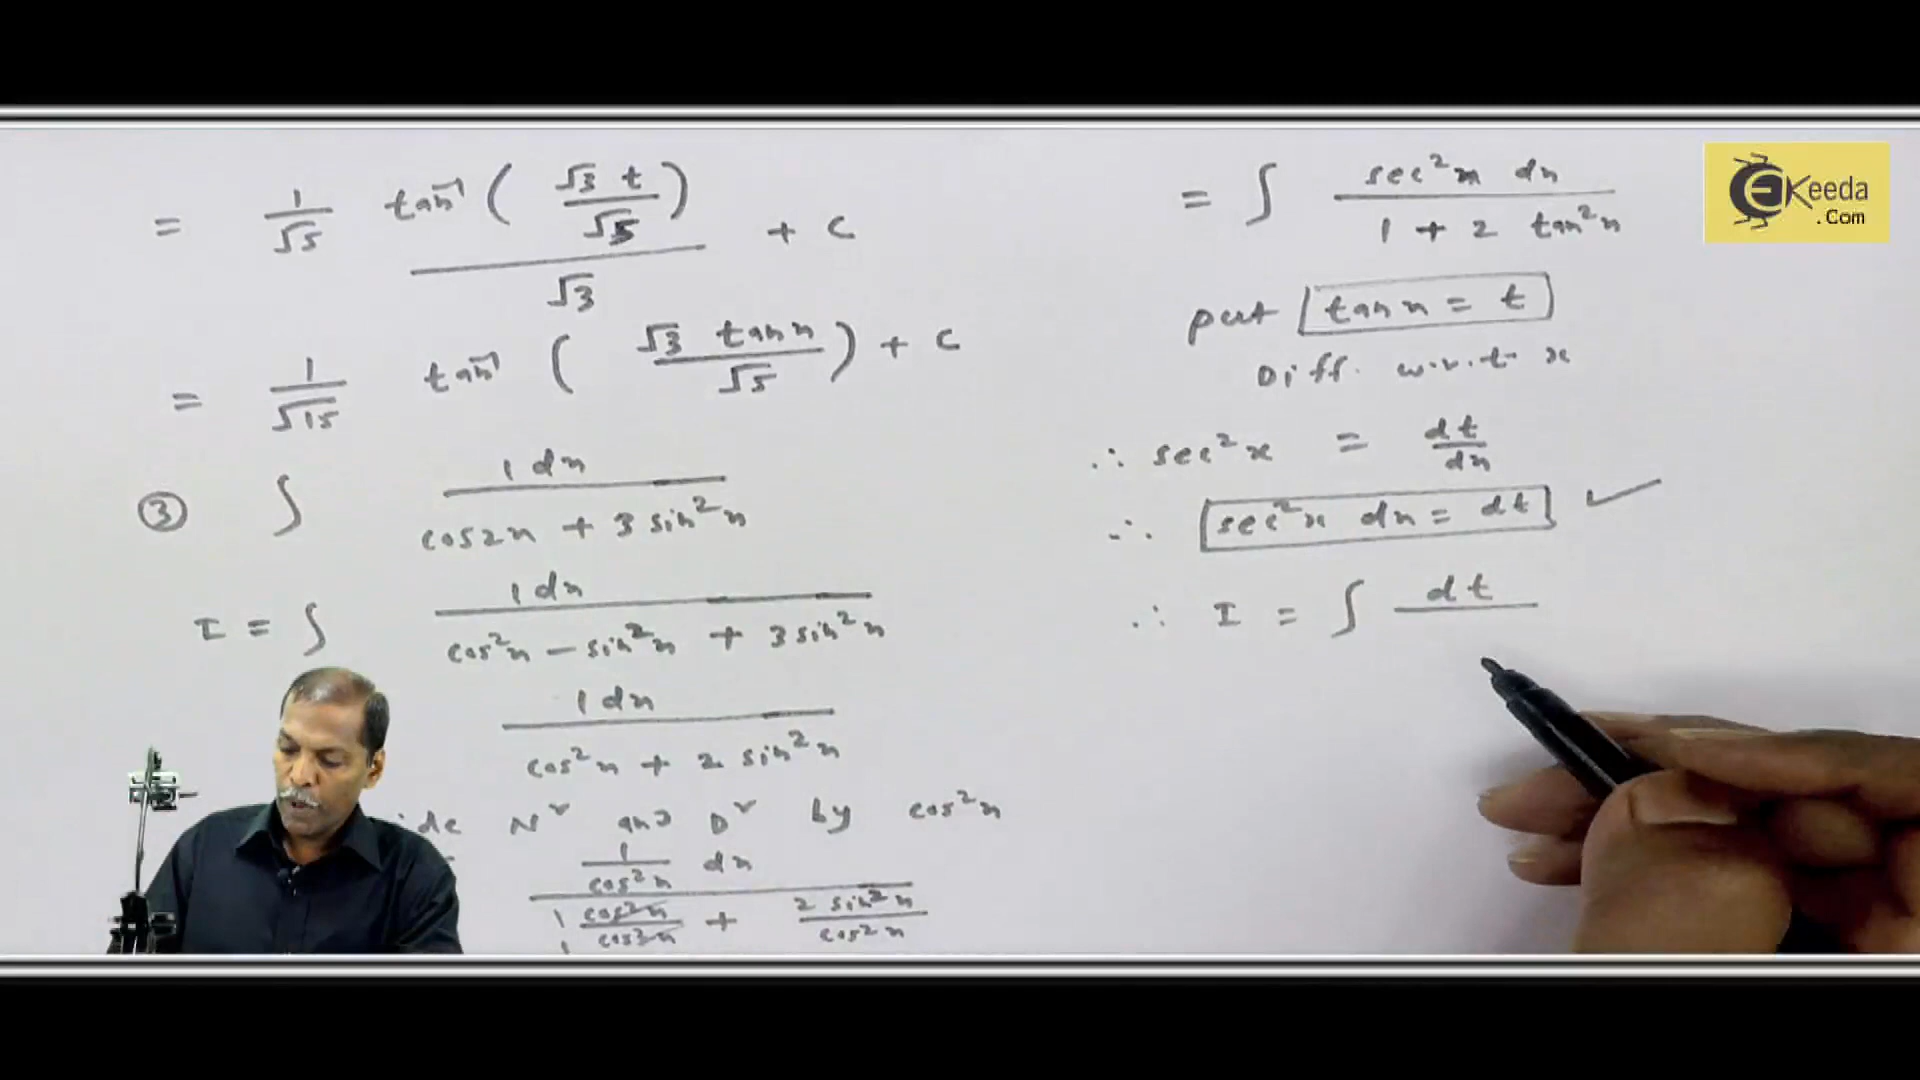 = 1/√5 tan⁻¹ ( √3 t / √5 ) / √3 + c
= 1/√15 tan⁻¹ ( √3 tan x / √5 ) + c
③ ∫ 1 dx / cos2x + 3 sin²x
I = ∫ 1 dx / cos²x − sin²x + 3 sin²x
1 dx / cos²x + 2 sin²x
ide Nʳ and Dʳ by cos²x
1/cos²x dx
1 cos²x/cos²x + 2 sin²x/cos²x
= ∫ sec²x dx / 1 + 2 tan²x
put tan x = t
Diff. w.r.t. x
∴ sec²x = dt/dx
∴ sec²x dx = dt ✓
∴ I = ∫ dt
eKeeda
.Com